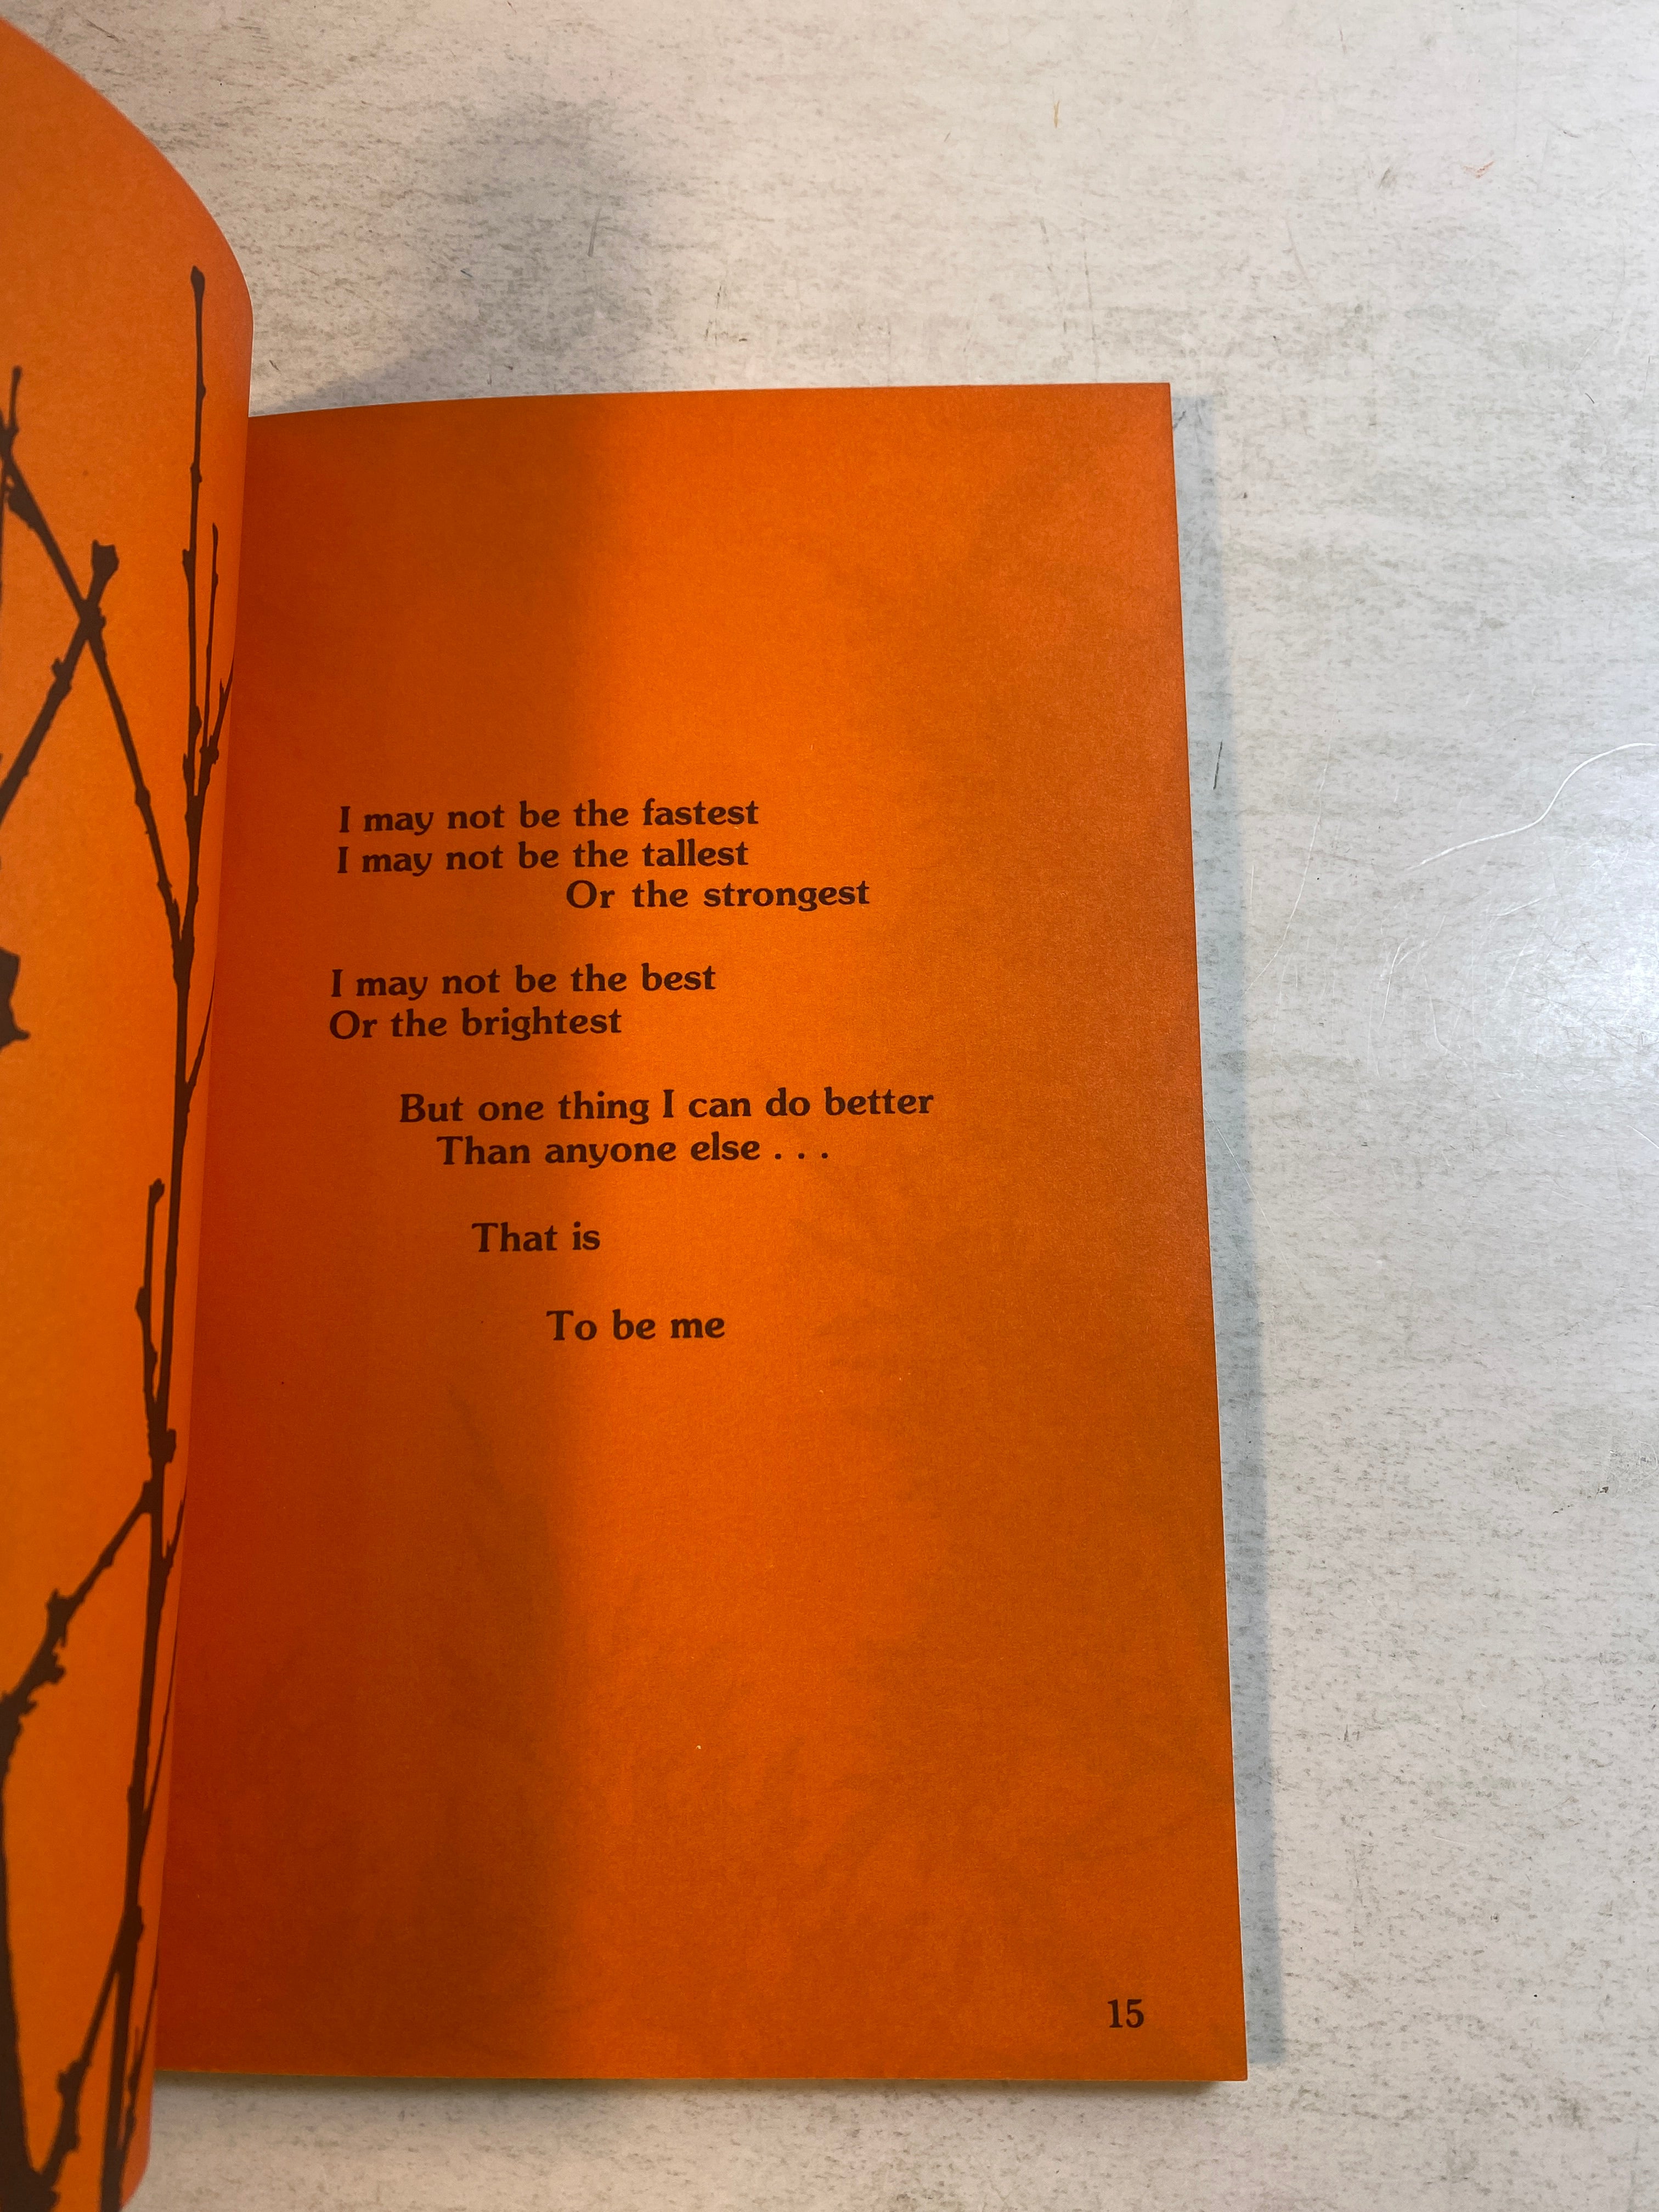 I may not be the fastest
I may not be the tallest
Or the strongest
I may not be the best
Or the brightest
But one thing I can do better
Than anyone else . . .
That is
To be me
15